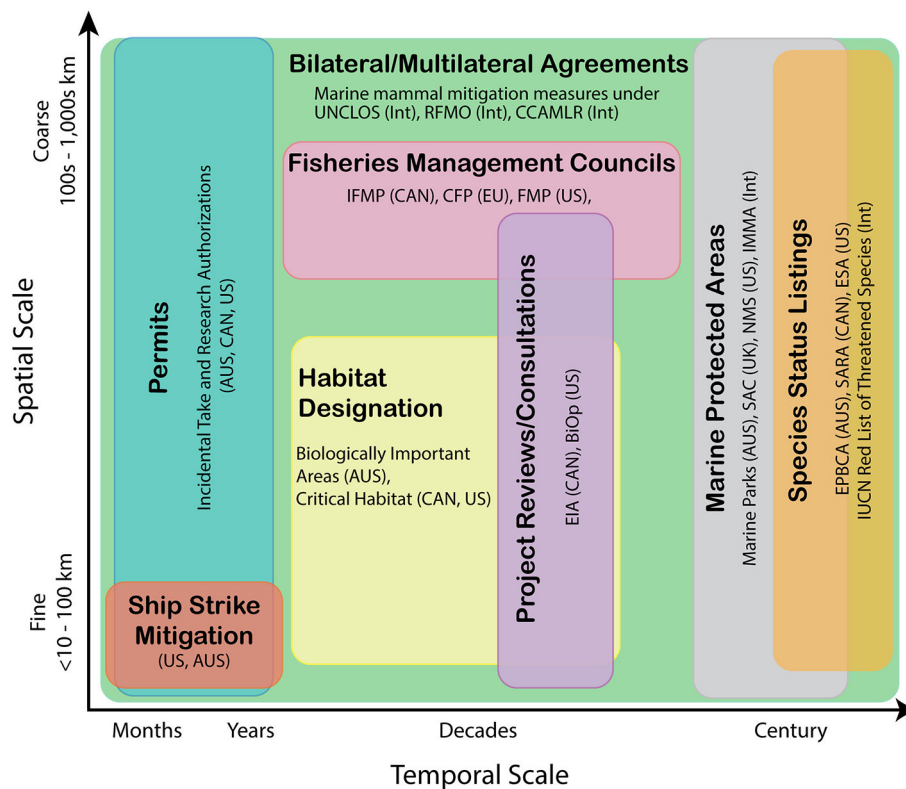 Bilateral/Multilateral Agreements
Marine mammal mitigation measures under
UNCLOS (Int), RFMO (Int), CCAMLR (Int)
Fisheries Management Councils
IFMP (CAN), CFP (EU), FMP (US),
Permits
Incidental Take and Research Authorizations
(AUS, CAN, US)
Habitat
Designation
Biologically Important
Areas (AUS),
Critical Habitat (CAN, US)
Project Reviews/Consultations
EIA (CAN), BiOp (US)
Marine Protected Areas
Marine Parks (AUS), SAC (UK), NMS (US), IMMA (Int)
Species Status Listings
EPBCA (AUS), SARA (CAN), ESA (US)
IUCN Red List of Threatened Species (Int)
Ship Strike
Mitigation
(US, AUS)
Spatial Scale
Coarse
100s - 1,000s km
Fine
<10 - 100 km
Months
Years
Decades
Century
Temporal Scale